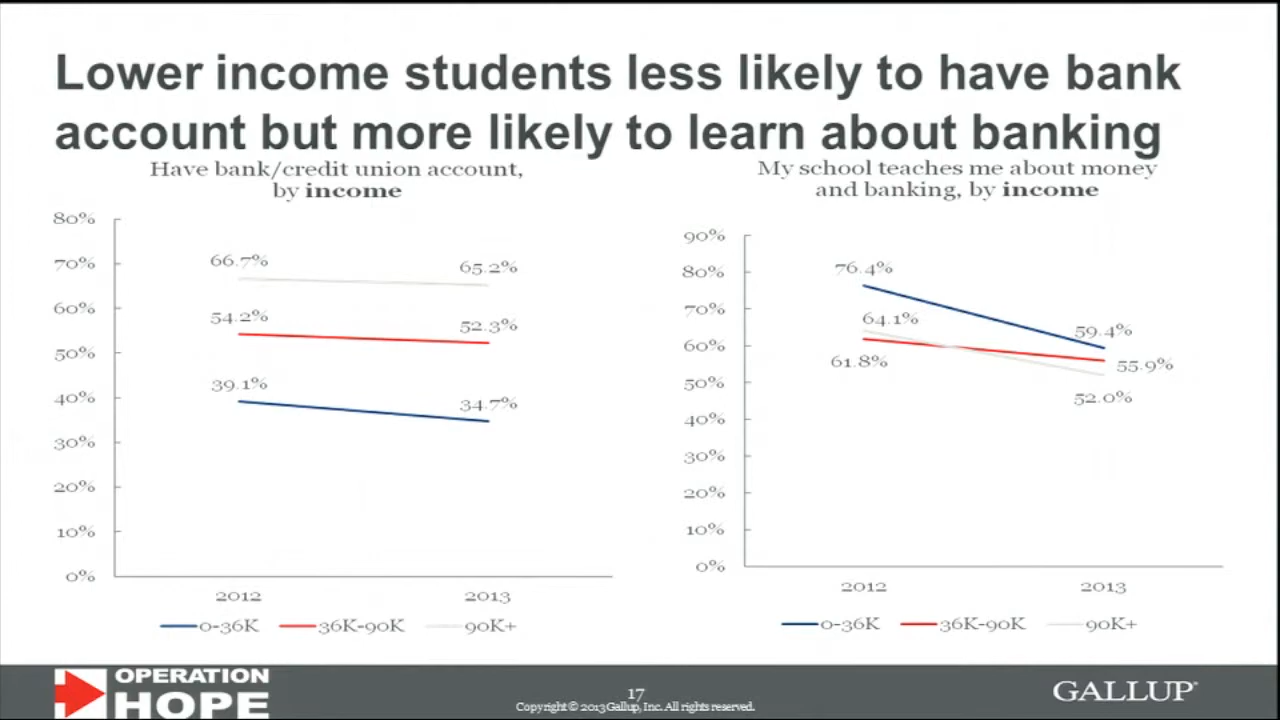 Lower income students less likely to have bank
account but more likely to learn about banking
Have bank/credit union account,
by income
80%
70%
60%
50%
40%
30%
20%
10%
0%
66.7%
65.2%
54.2%
52.3%
39.1%
34.7%
2012
2013
0-36K
36K-90K
90K+
My school teaches me about money
and banking, by income
90%
80%
70%
60%
50%
40%
30%
20%
10%
0%
76.4%
64.1%
61.8%
59.4%
55.9%
52.0%
2012
2013
0-36K
36K-90K
90K+
OPERATION
HOPE
17
Copyright © 2013 Gallup, Inc. All rights reserved.
GALLUP®